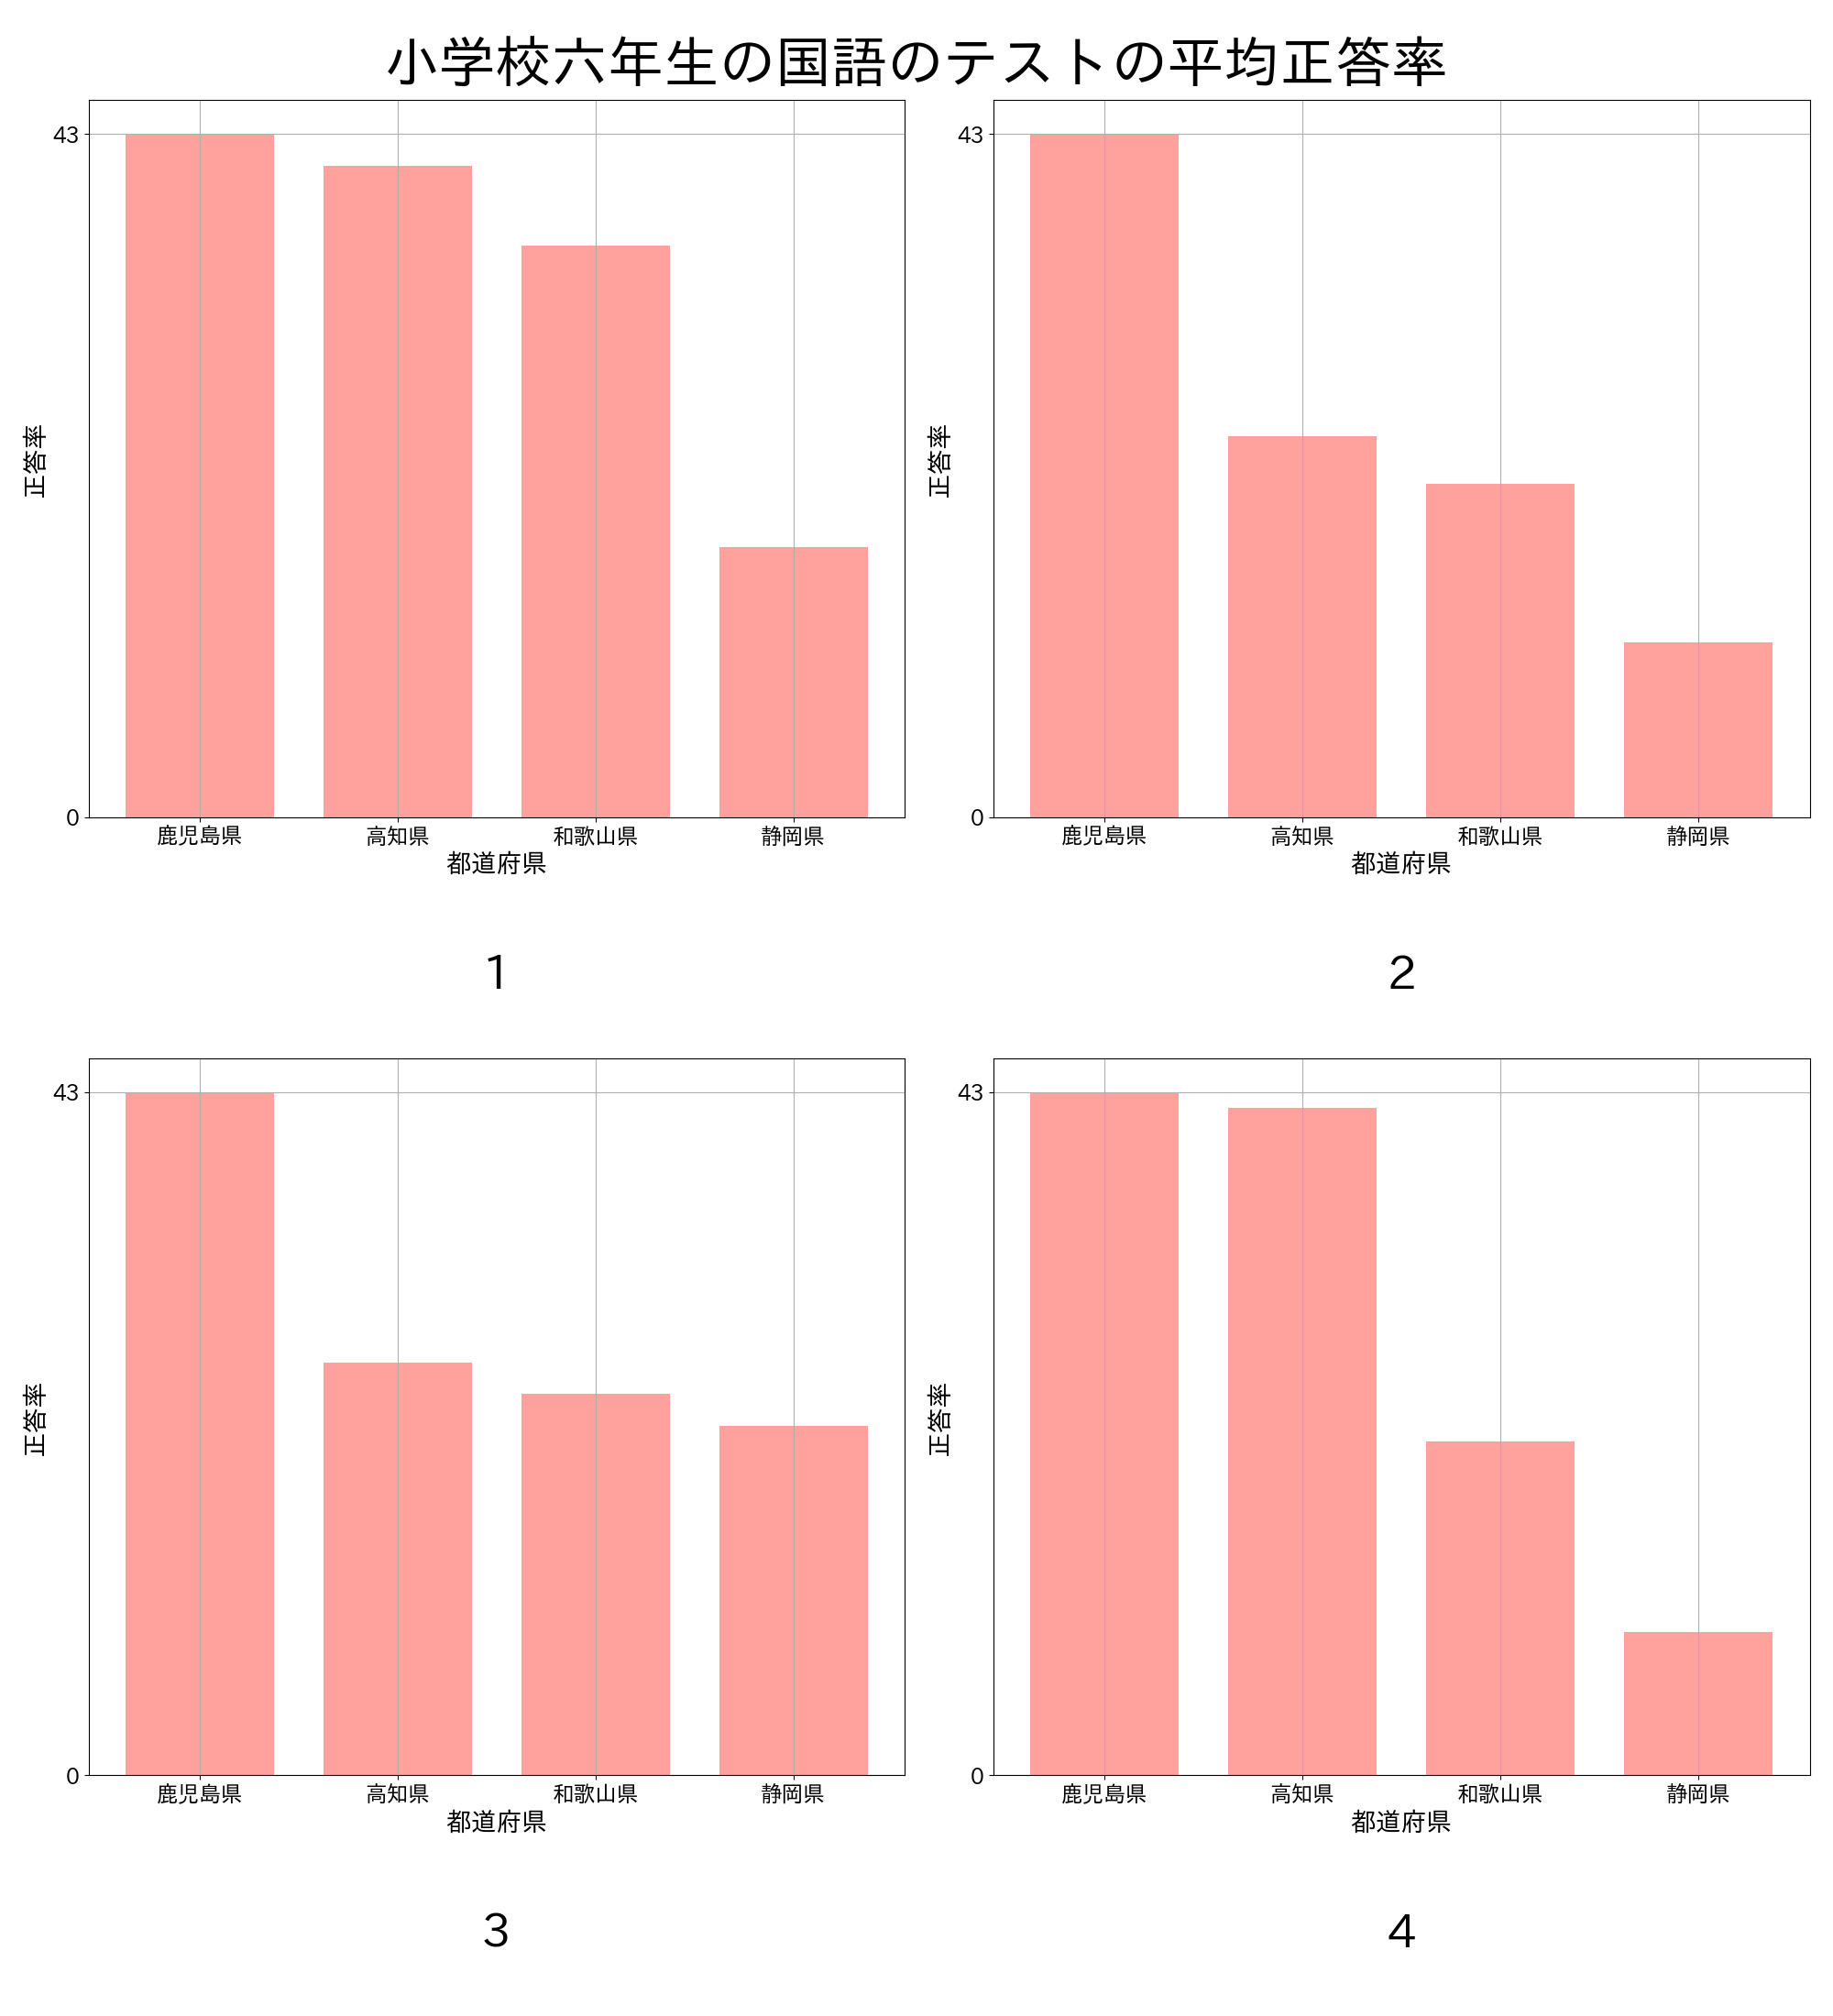 小学校六年生の国語のテストの平均正答率
43
0
正答率
鹿児島県 高知県 和歌山県 静岡県
都道府県
1
43
0
正答率
鹿児島県 高知県 和歌山県 静岡県
都道府県
2
43
0
正答率
鹿児島県 高知県 和歌山県 静岡県
都道府県
3
43
0
正答率
鹿児島県 高知県 和歌山県 静岡県
都道府県
4